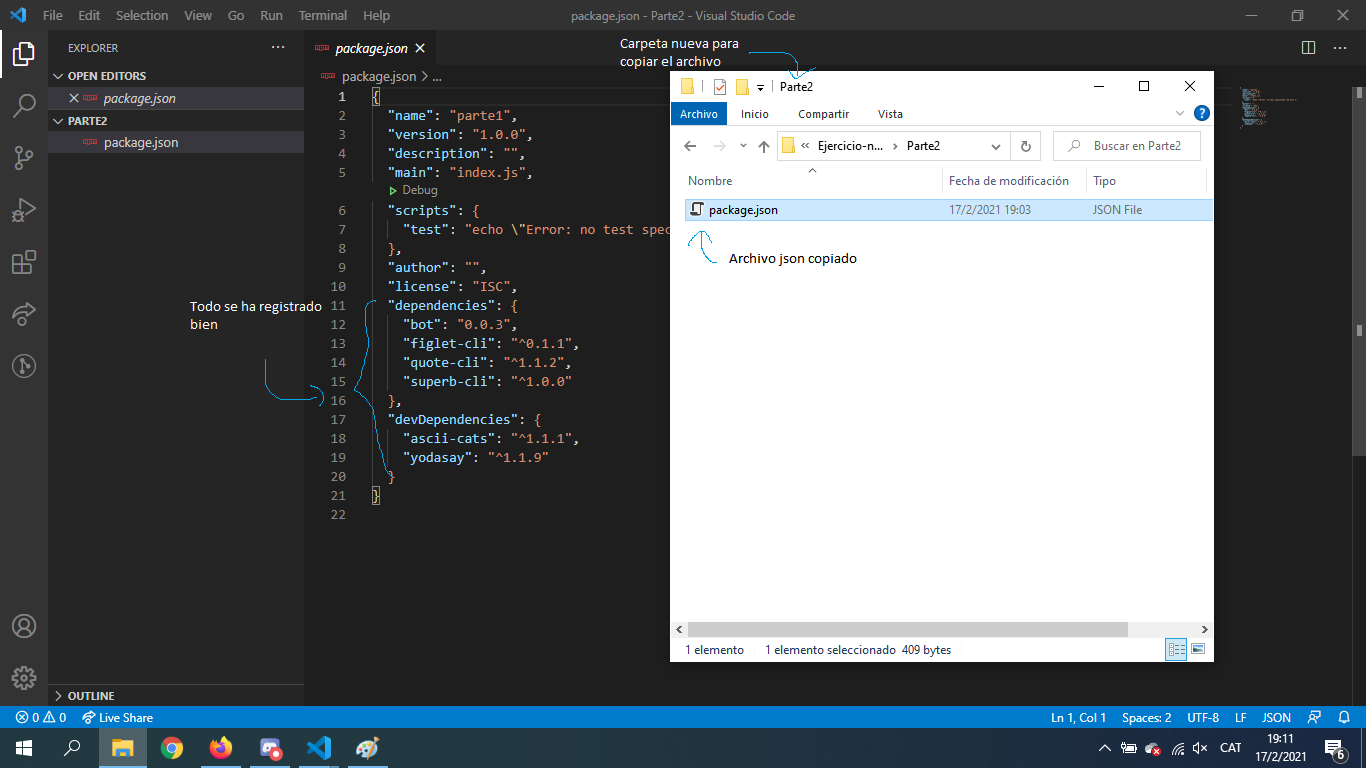 File Edit Selection View Go Run Terminal Help
package.json - Parte2 - Visual Studio Code
EXPLORER
OPEN EDITORS
package.json
PARTE2
package.json
OUTLINE
package.json
package.json > ...
1 {
2 "name": "parte1",
3 "version": "1.0.0",
4 "description": "",
5 "main": "index.js",
Debug
6 "scripts": {
7 "test": "echo \"Error: no test spec
8 },
9 "author": "",
10 "license": "ISC",
11 "dependencies": {
12 "bot": "0.0.3",
13 "figlet-cli": "^0.1.1",
14 "quote-cli": "^1.1.2",
15 "superb-cli": "^1.0.0"
16 },
17 "devDependencies": {
18 "ascii-cats": "^1.1.1",
19 "yodasay": "^1.1.9"
20 }
21 }
22
Todo se ha registrado
bien
Carpeta nueva para
copiar el archivo
Parte2
Archivo Inicio Compartir Vista
« Ejercicio-n... > Parte2
Buscar en Parte2
Nombre Fecha de modificación Tipo
package.json 17/2/2021 19:03 JSON File
Archivo json copiado
1 elemento 1 elemento seleccionado 409 bytes
0 0 Live Share
Ln 1, Col 1 Spaces: 2 UTF-8 LF JSON
CAT
19:11
17/2/2021
6